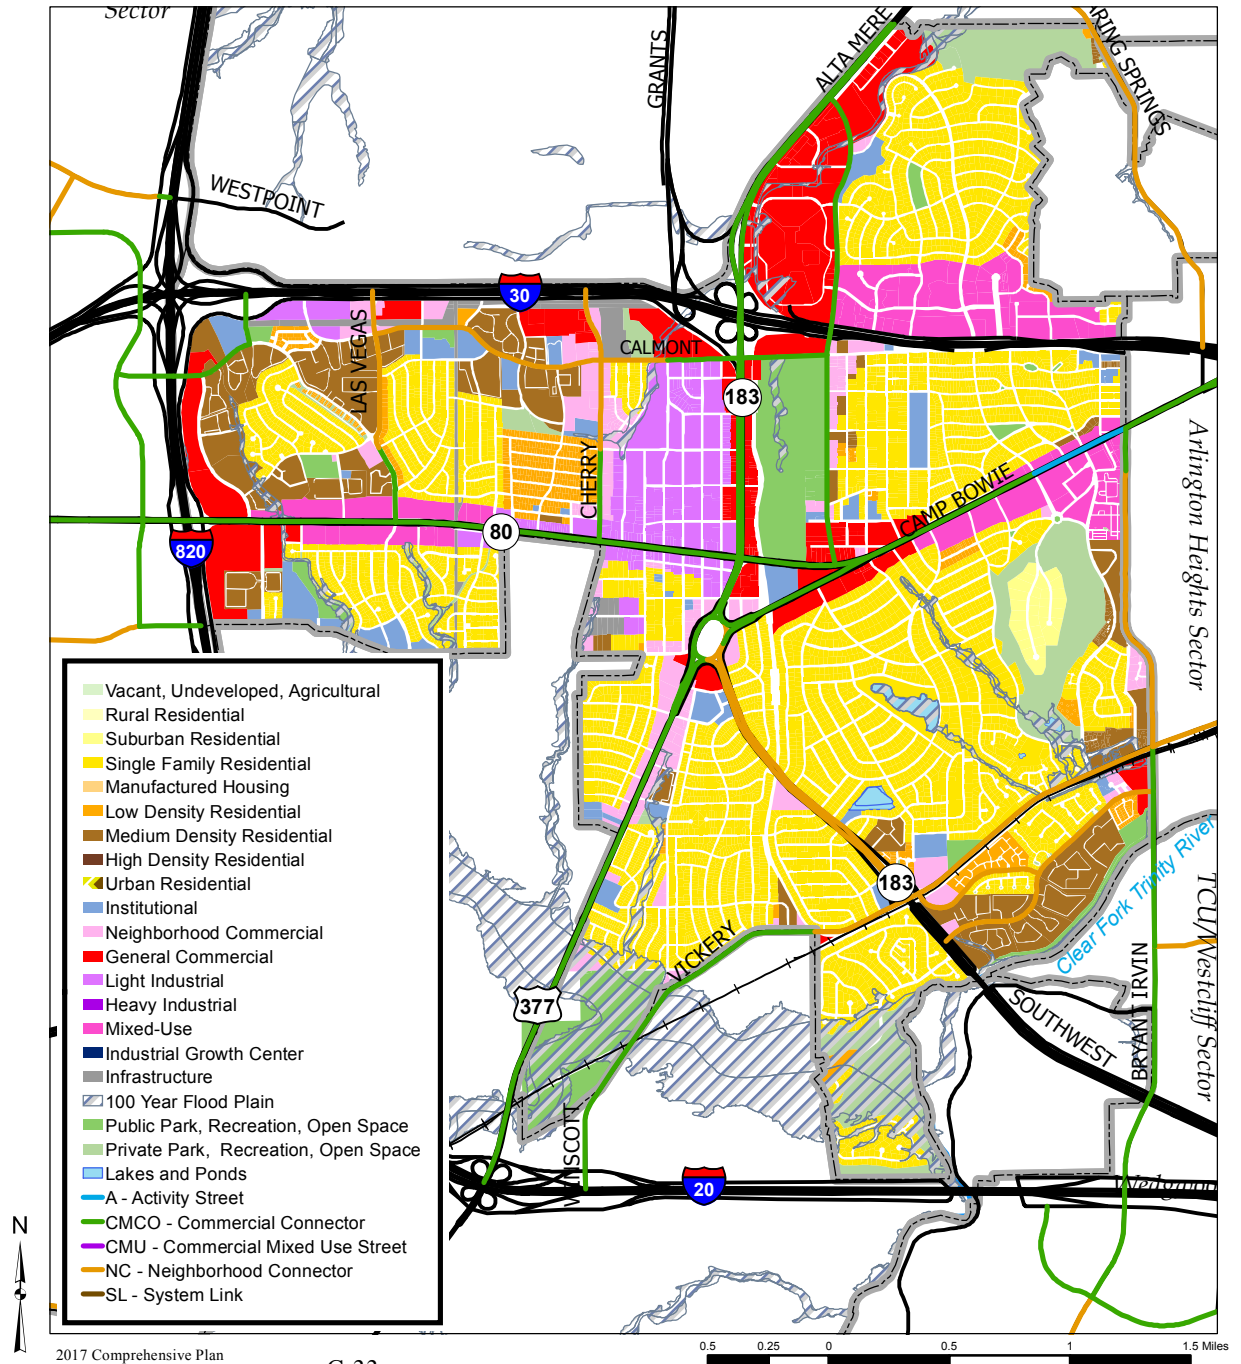 Sector
WESTPOINT
GRANTS
ALTA MERE
ARING SPRINGS
30
LAS VEGAS
CALMONT
183
CHERRY
CAMP BOWIE
80
820
Arlington Heights Sector
Vacant, Undeveloped, Agricultural
Rural Residential
Suburban Residential
Single Family Residential
Manufactured Housing
Low Density Residential
Medium Density Residential
High Density Residential
Urban Residential
Institutional
Neighborhood Commercial
General Commercial
Light Industrial
Heavy Industrial
Mixed-Use
Industrial Growth Center
Infrastructure
100 Year Flood Plain
Public Park, Recreation, Open Space
Private Park, Recreation, Open Space
Lakes and Ponds
A - Activity Street
CMCO - Commercial Connector
CMU - Commercial Mixed Use Street
NC - Neighborhood Connector
SL - System Link
183
Clear Fork Trinity River
TCU/Westcliff Sector
VICKERY
377
SOUTHWEST
BRYANT IRVIN
WINSCOTT
20
Wedgwo
N
2017 Comprehensive Plan
C-33
0.5 0.25 0 0.5 1 1.5 Miles